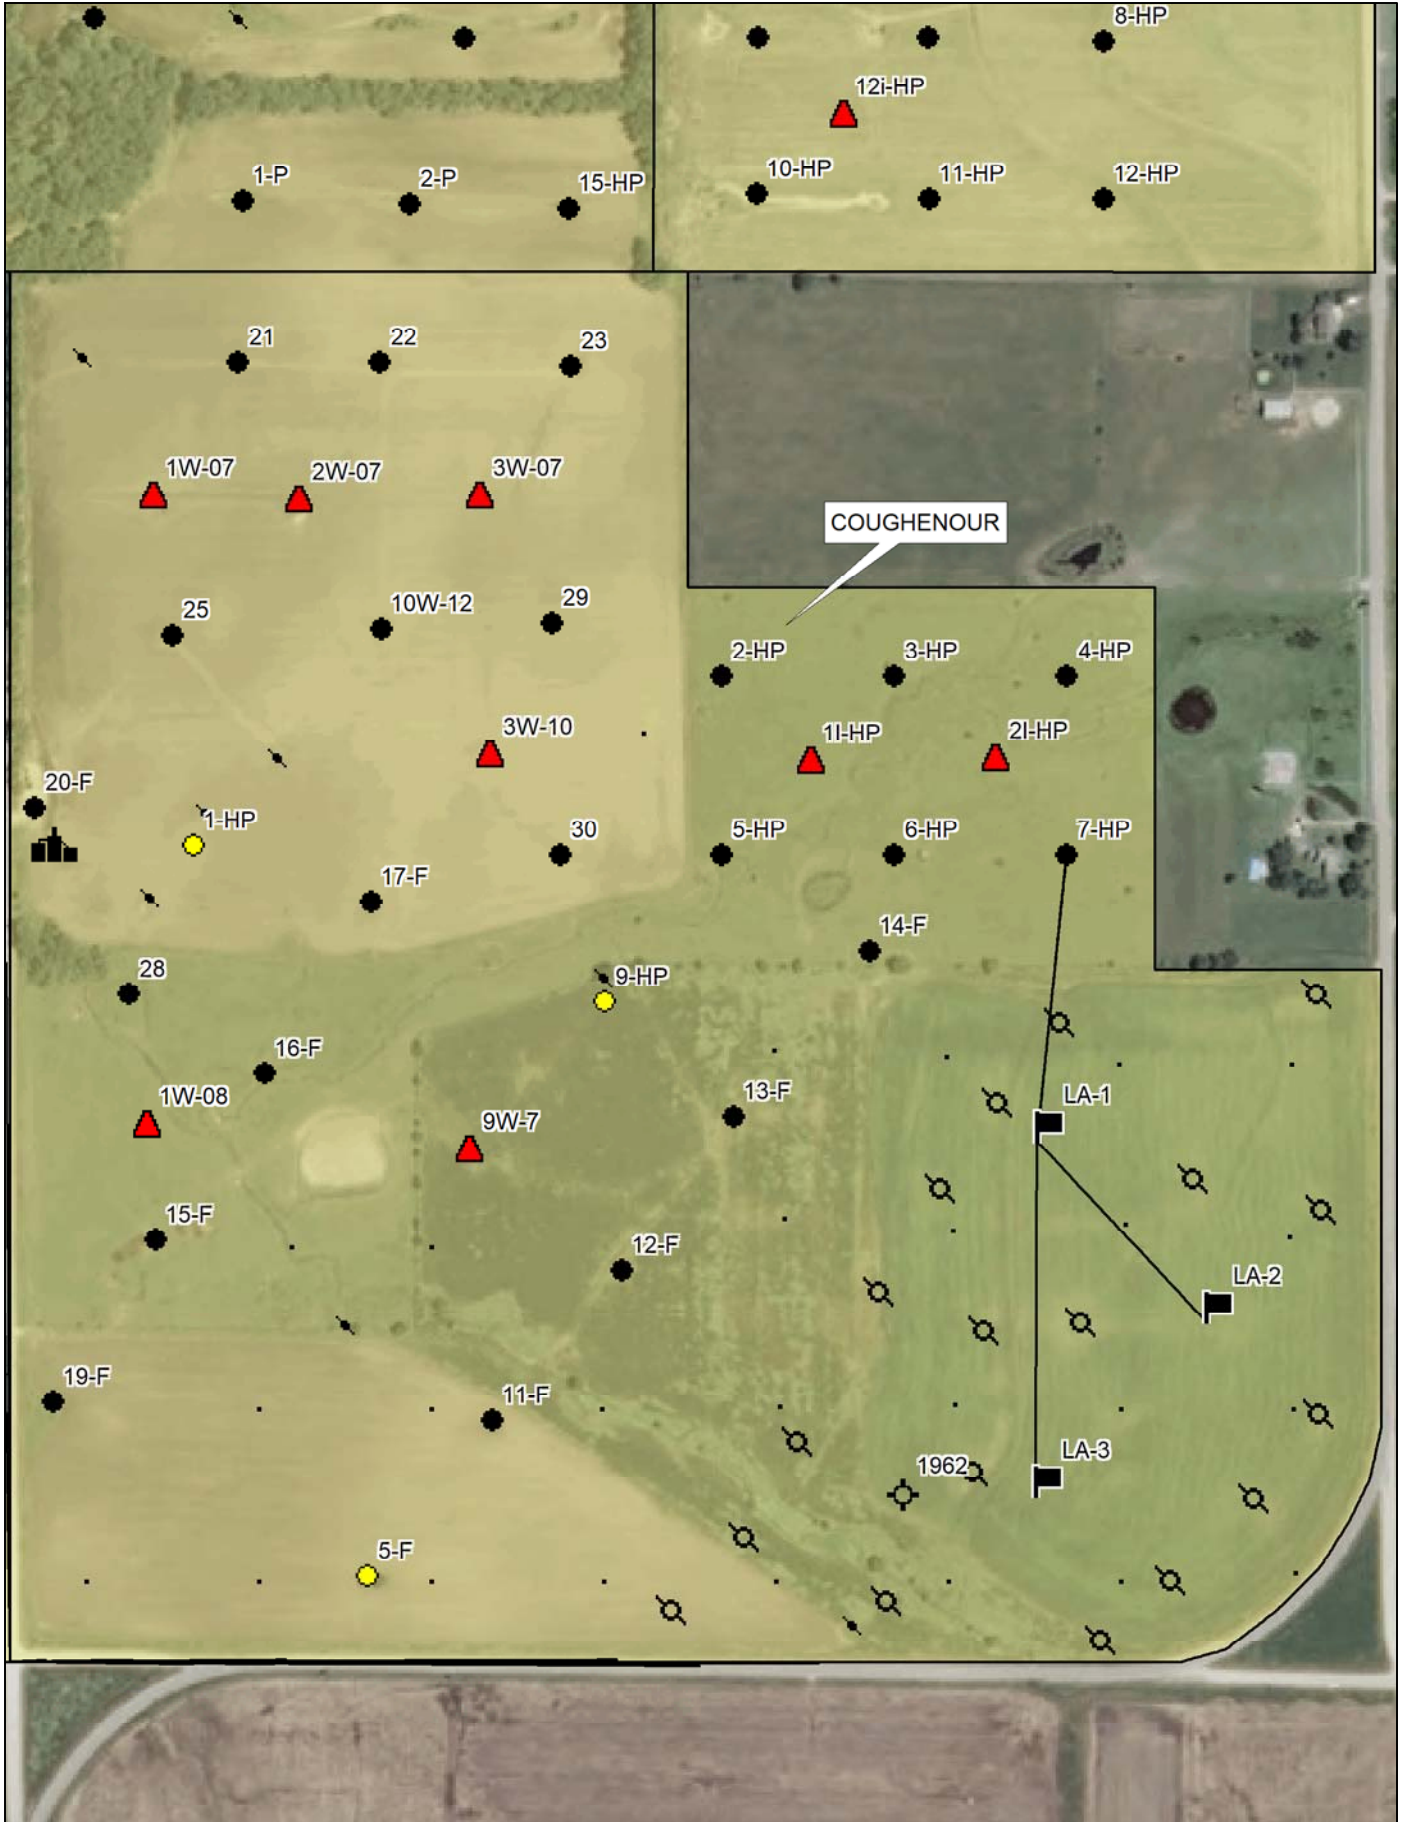 8-HP
12i-HP
10-HP
11-HP
12-HP
1-P
2-P
15-HP
21
22
23
1W-07
2W-07
3W-07
COUGHENOUR
25
10W-12
29
2-HP
3-HP
4-HP
3W-10
1I-HP
2I-HP
20-F
1-HP
30
5-HP
6-HP
7-HP
17-F
14-F
28
9-HP
16-F
1W-08
9W-7
13-F
LA-1
15-F
12-F
LA-2
19-F
11-F
1962
LA-3
5-F